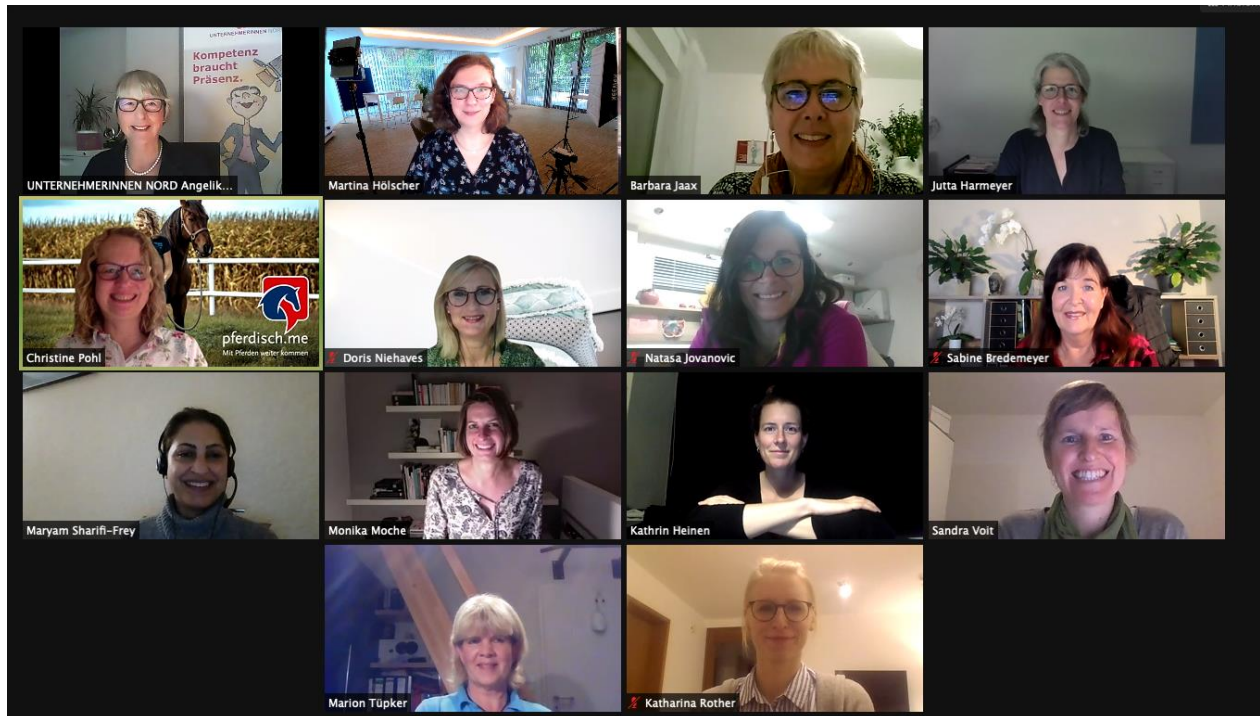 UNTERNEHMERINNEN NORD
Kompetenz
braucht
Präsenz.
UNTERNEHMERINNEN NORD Angelik...
Martina Hölscher
Barbara Jaax
Jutta Harmeyer
pferdisch.me
Mit Pferden weiter kommen
Christine Pohl
Doris Niehaves
Natasa Jovanovic
Sabine Bredemeyer
Maryam Sharifi-Frey
Monika Moche
Kathrin Heinen
Sandra Voit
Marion Tüpker
Katharina Rother